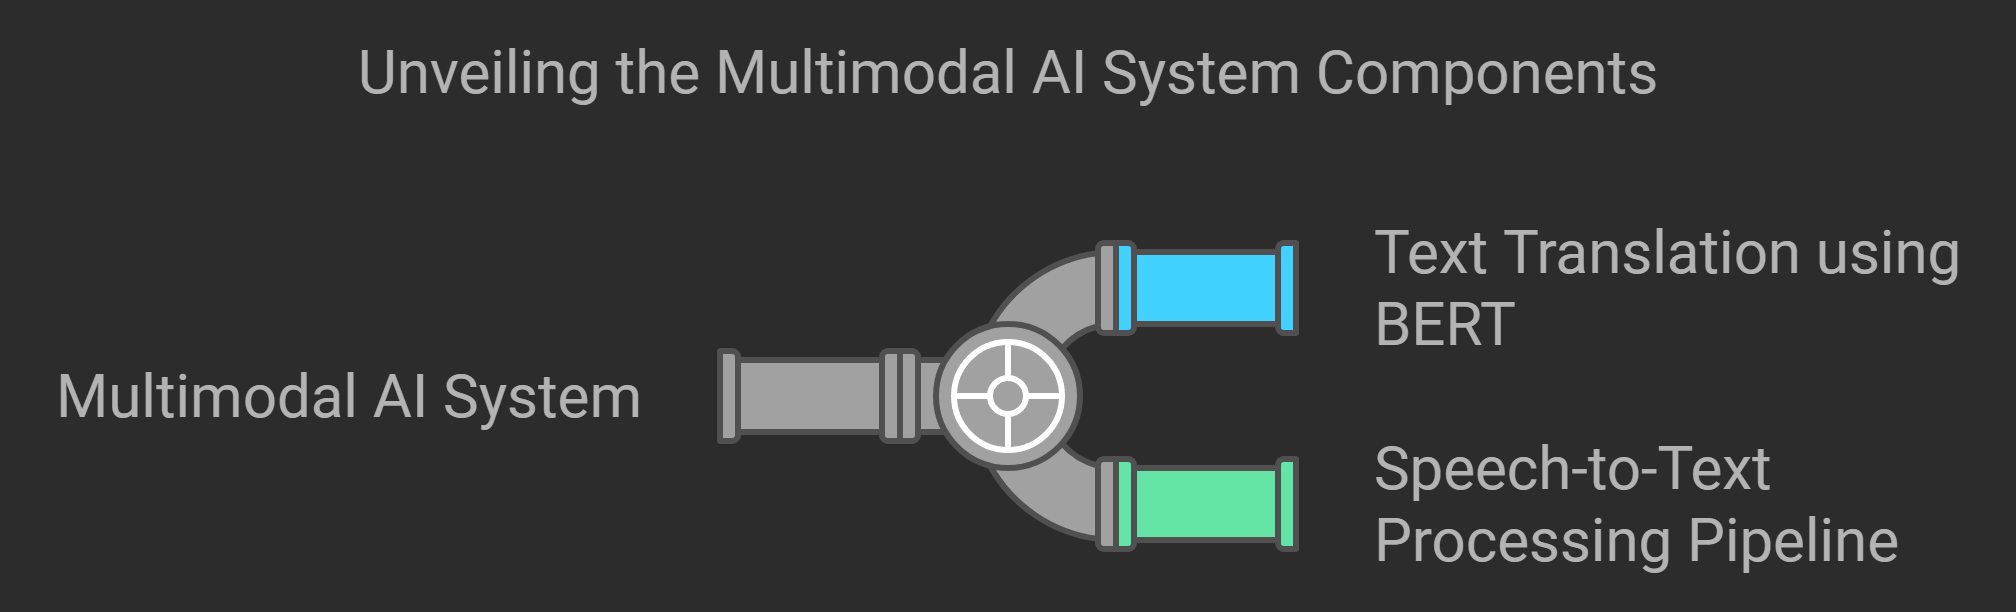 Unveiling the Multimodal AI System Components
Multimodal AI System
Text Translation using
BERT
Speech-to-Text
Processing Pipeline